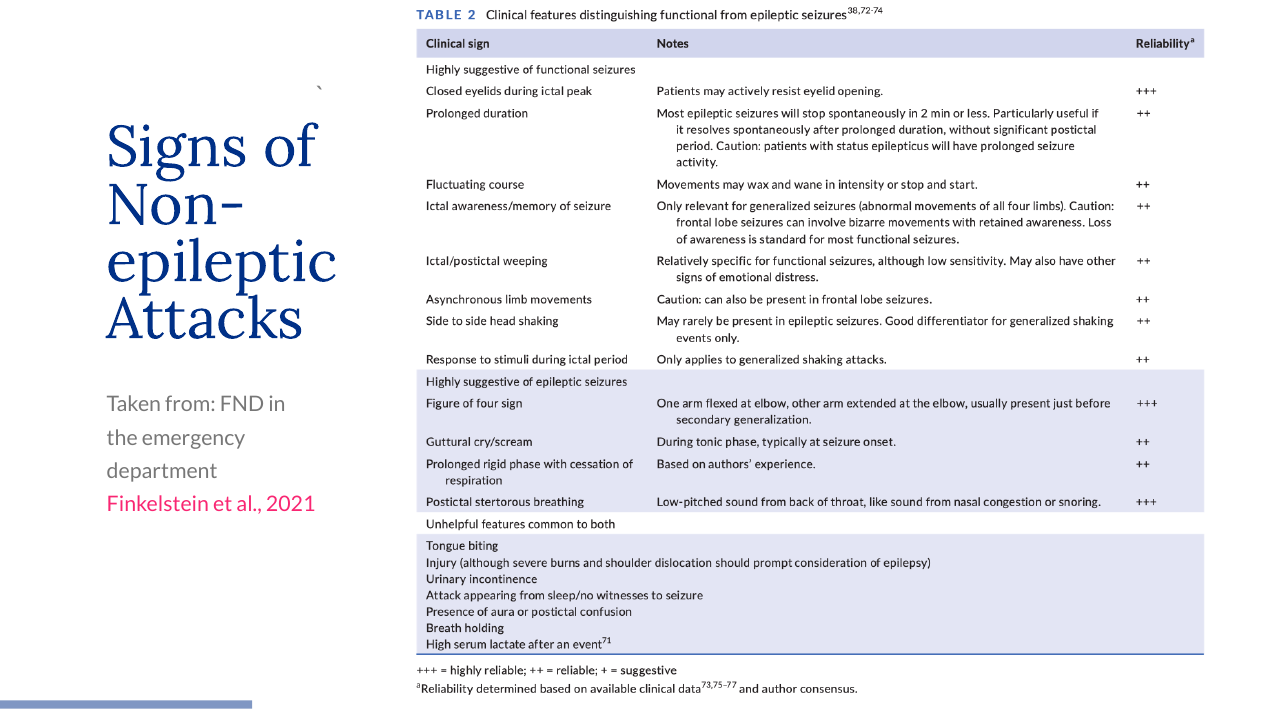 `
Signs of
Non-
epileptic
Attacks
Taken from: FND in
the emergency
department
Finkelstein et al., 2021
TABLE 2 Clinical features distinguishing functional from epileptic seizures38,72-74
Clinical sign Notes Reliabilitya
Highly suggestive of functional seizures
Closed eyelids during ictal peak Patients may actively resist eyelid opening. +++
Prolonged duration Most epileptic seizures will stop spontaneously in 2 min or less. Particularly useful if ++
it resolves spontaneously after prolonged duration, without significant postictal
period. Caution: patients with status epilepticus will have prolonged seizure
activity.
Fluctuating course Movements may wax and wane in intensity or stop and start. ++
Ictal awareness/memory of seizure Only relevant for generalized seizures (abnormal movements of all four limbs). Caution: ++
frontal lobe seizures can involve bizarre movements with retained awareness. Loss
of awareness is standard for most functional seizures.
Ictal/postictal weeping Relatively specific for functional seizures, although low sensitivity. May also have other ++
signs of emotional distress.
Asynchronous limb movements Caution: can also be present in frontal lobe seizures. ++
Side to side head shaking May rarely be present in epileptic seizures. Good differentiator for generalized shaking ++
events only.
Response to stimuli during ictal period Only applies to generalized shaking attacks. ++
Highly suggestive of epileptic seizures
Figure of four sign One arm flexed at elbow, other arm extended at the elbow, usually present just before +++
secondary generalization.
Guttural cry/scream During tonic phase, typically at seizure onset. ++
Prolonged rigid phase with cessation of Based on authors' experience. ++
respiration
Postictal stertorous breathing Low-pitched sound from back of throat, like sound from nasal congestion or snoring. +++
Unhelpful features common to both
Tongue biting
Injury (although severe burns and shoulder dislocation should prompt consideration of epilepsy)
Urinary incontinence
Attack appearing from sleep/no witnesses to seizure
Presence of aura or postictal confusion
Breath holding
High serum lactate after an event71
+++ = highly reliable; ++ = reliable; + = suggestive
aReliability determined based on available clinical data73,75–77 and author consensus.